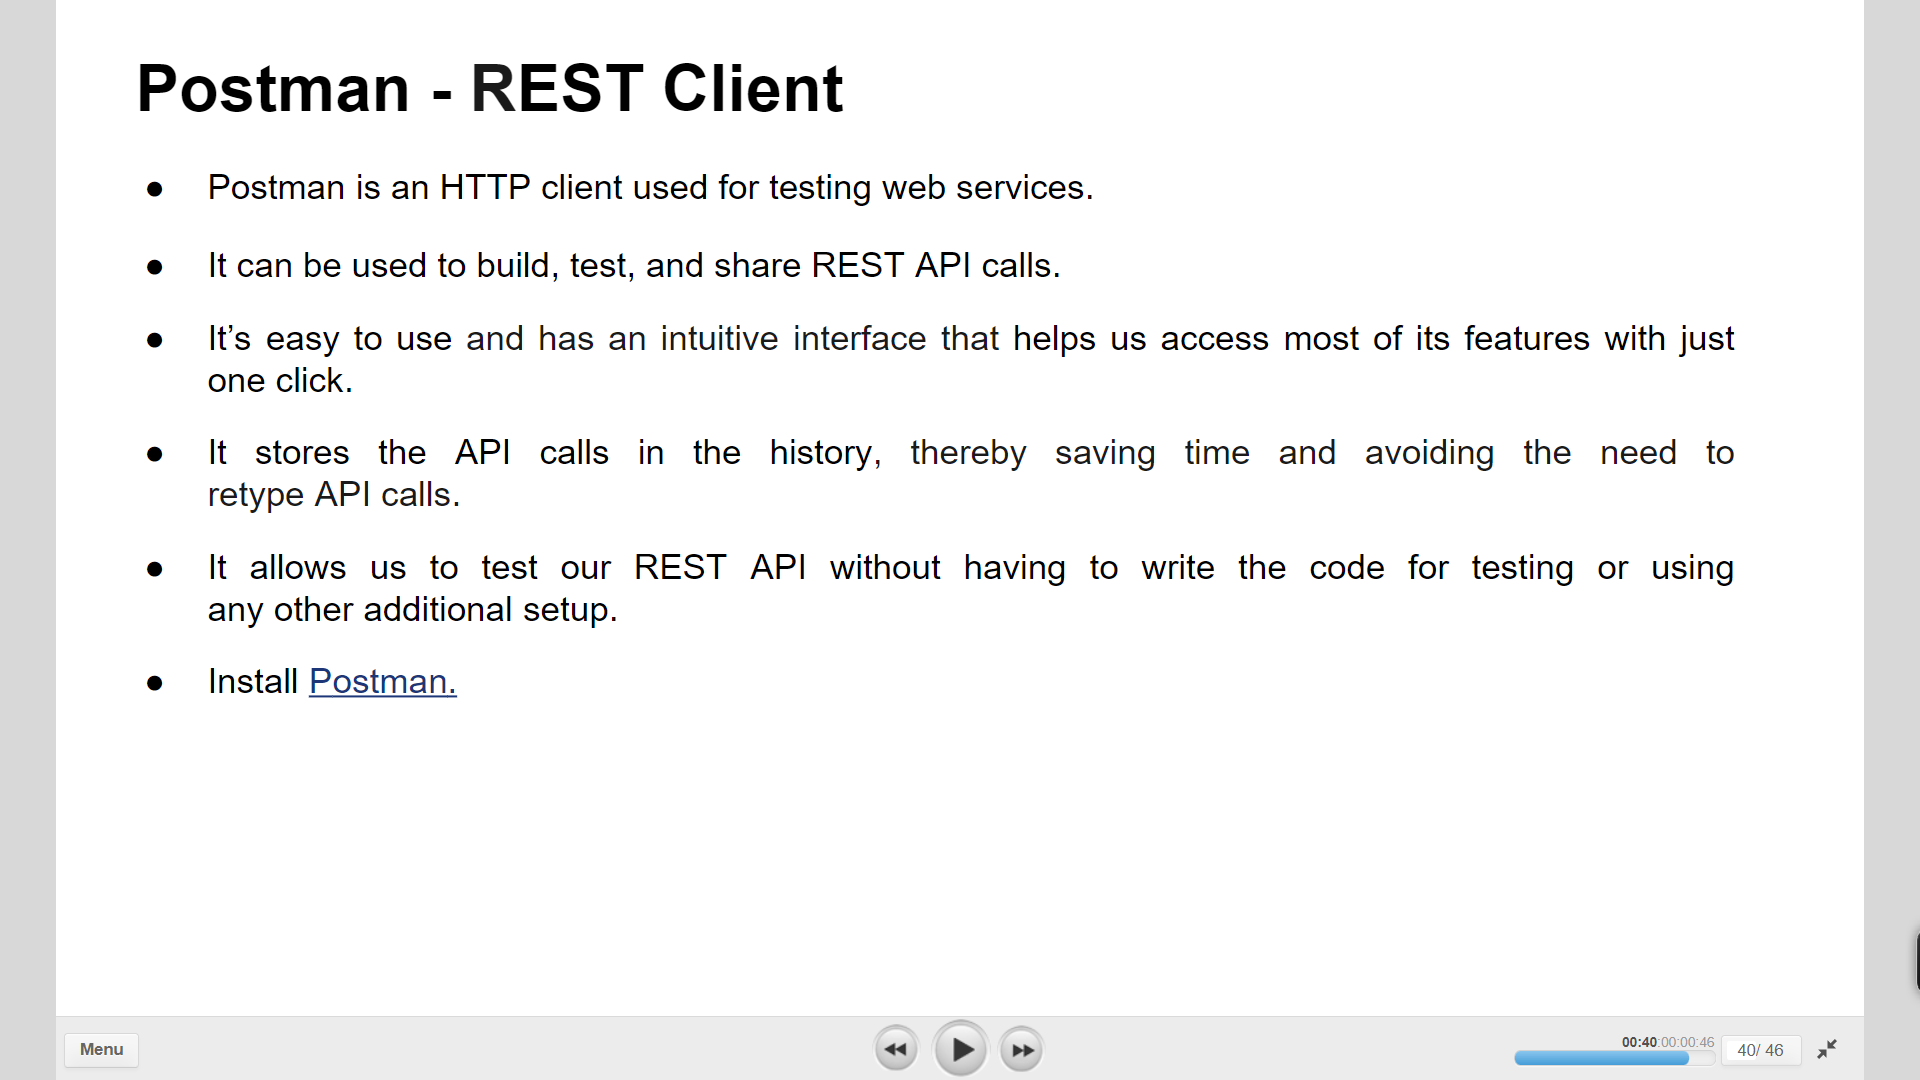 Postman - REST Client
● Postman is an HTTP client used for testing web services.
● It can be used to build, test, and share REST API calls.
● It’s easy to use and has an intuitive interface that helps us access most of its features with just
one click.
● It stores the API calls in the history, thereby saving time and avoiding the need to
retype API calls.
● It allows us to test our REST API without having to write the code for testing or using
any other additional setup.
● Install Postman.
Menu
00:40:00:00:46
40/ 46